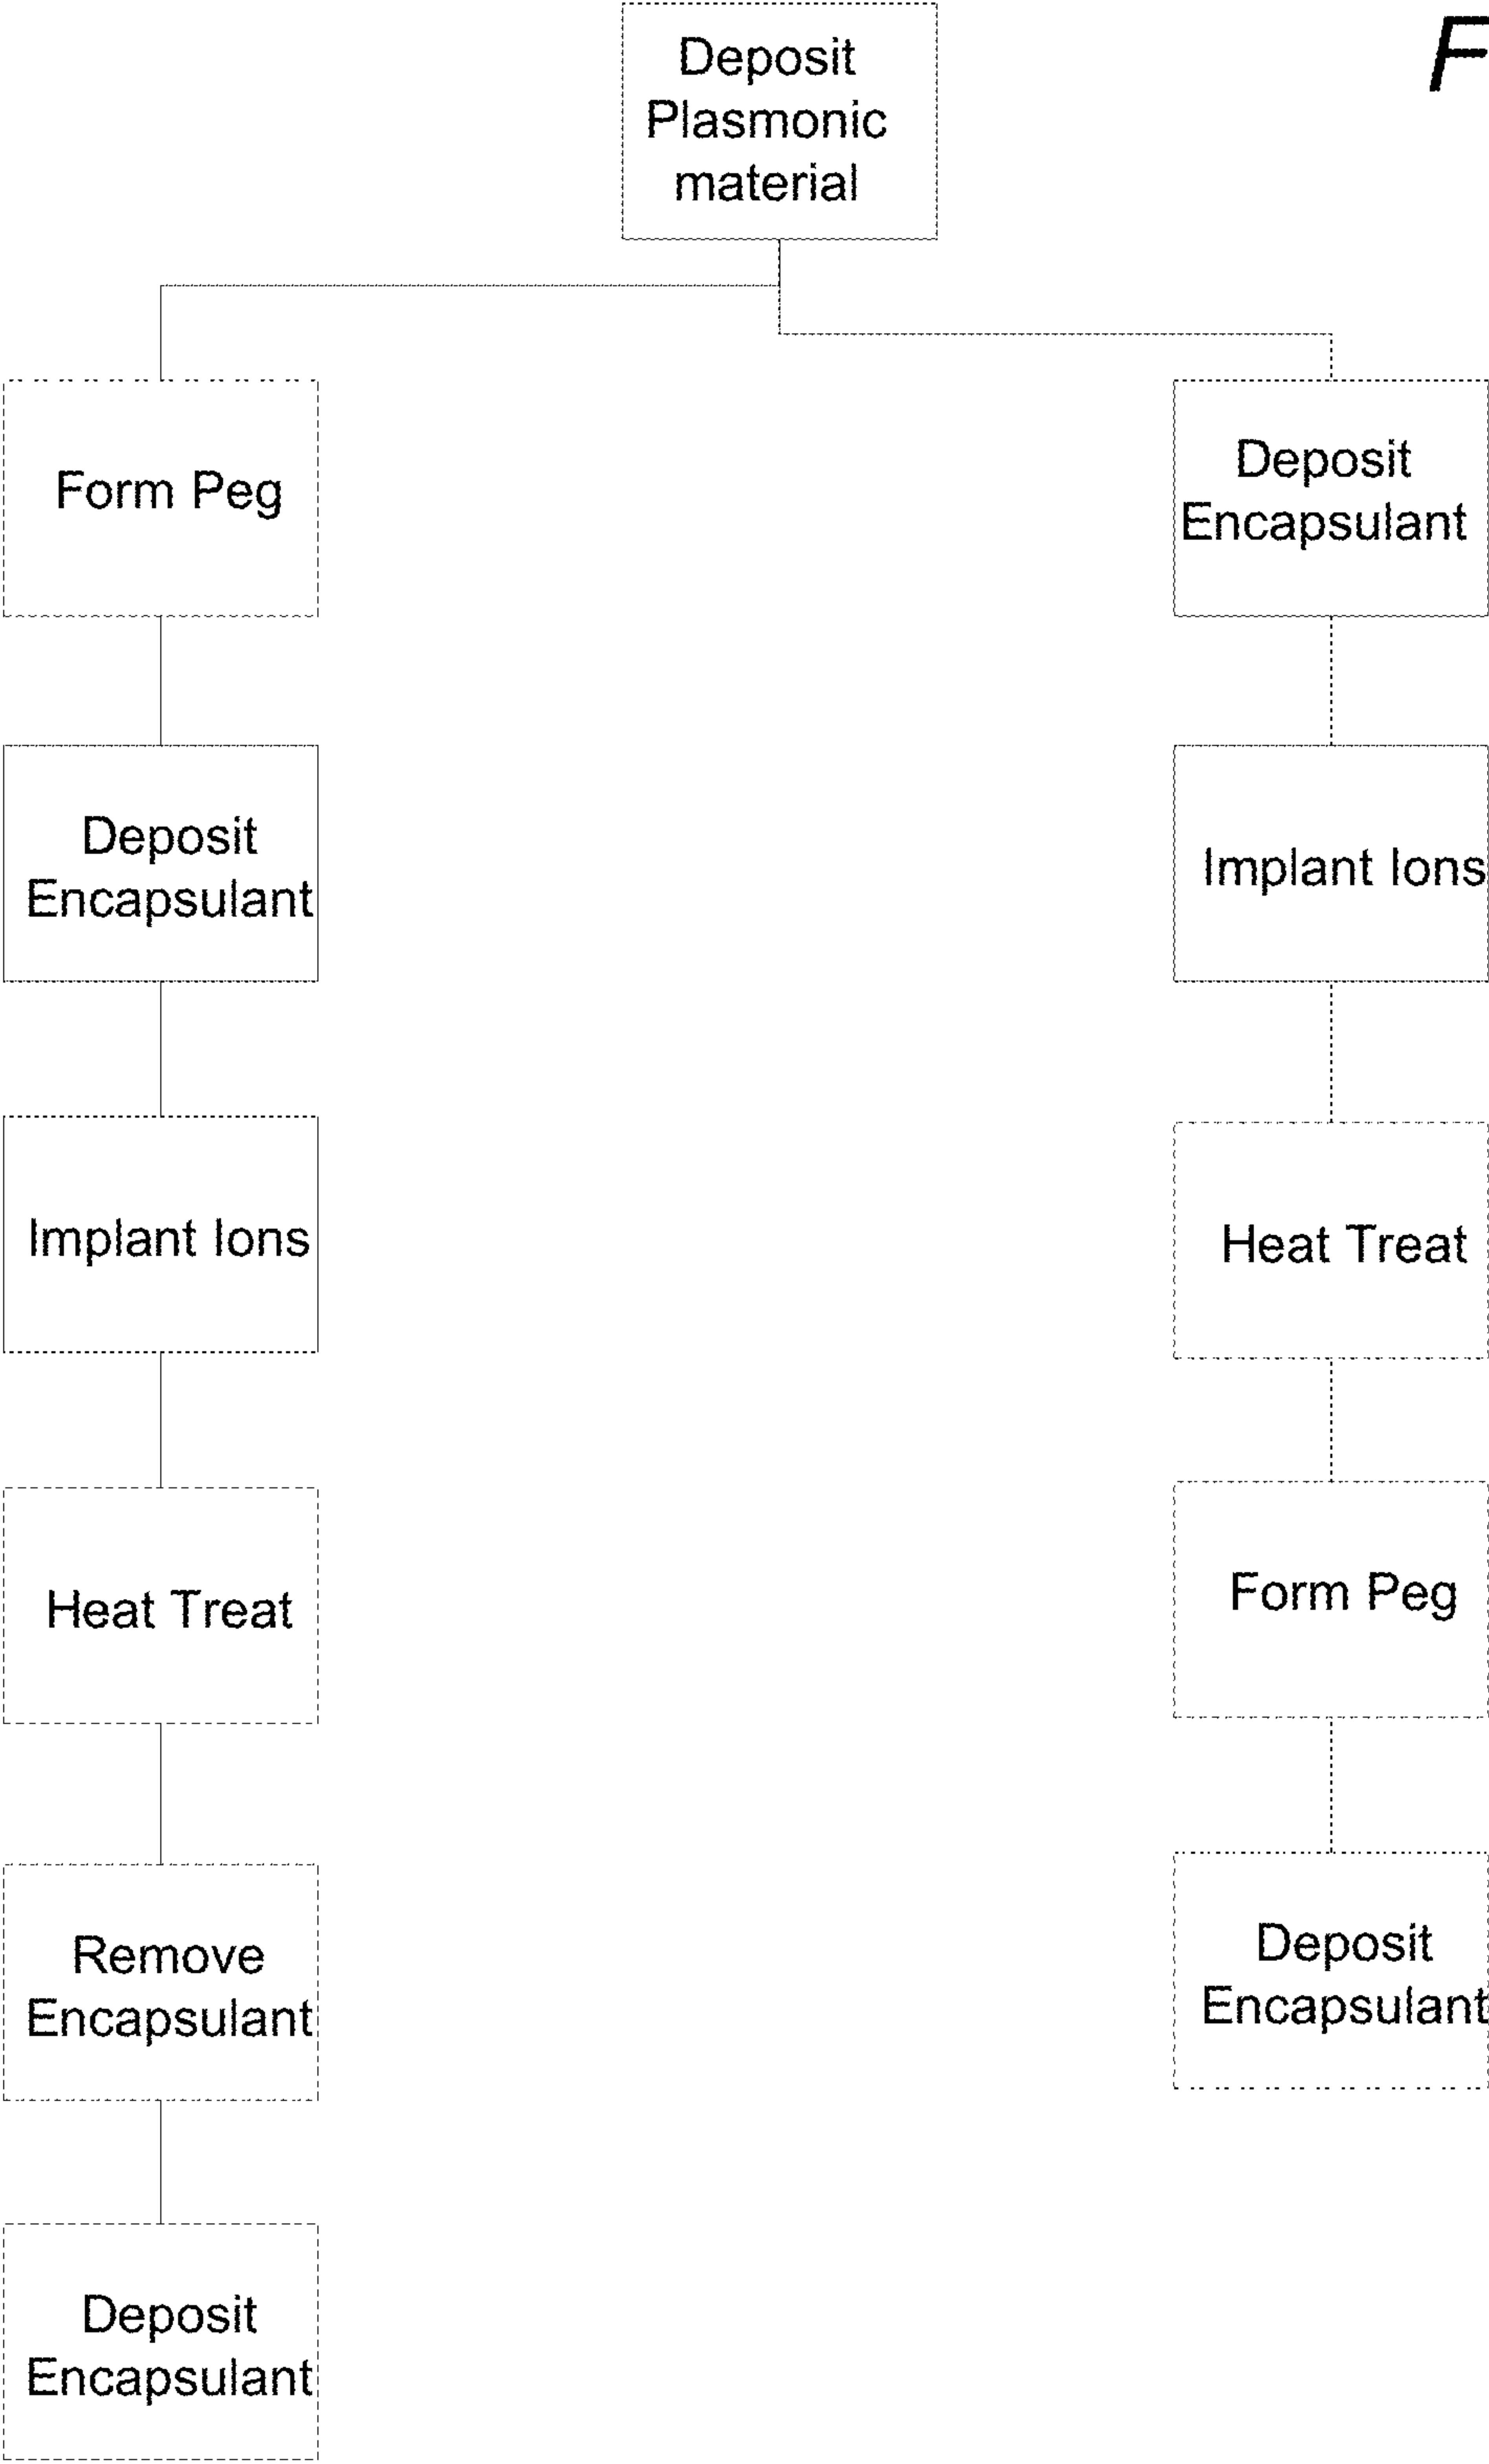 F
Deposit
Plasmonic
material
Form Peg
Deposit
Encapsulant
Implant Ions
Heat Treat
Remove
Encapsulant
Deposit
Encapsulant
Deposit
Encapsulant
Implant Ions
Heat Treat
Form Peg
Deposit
Encapsulant